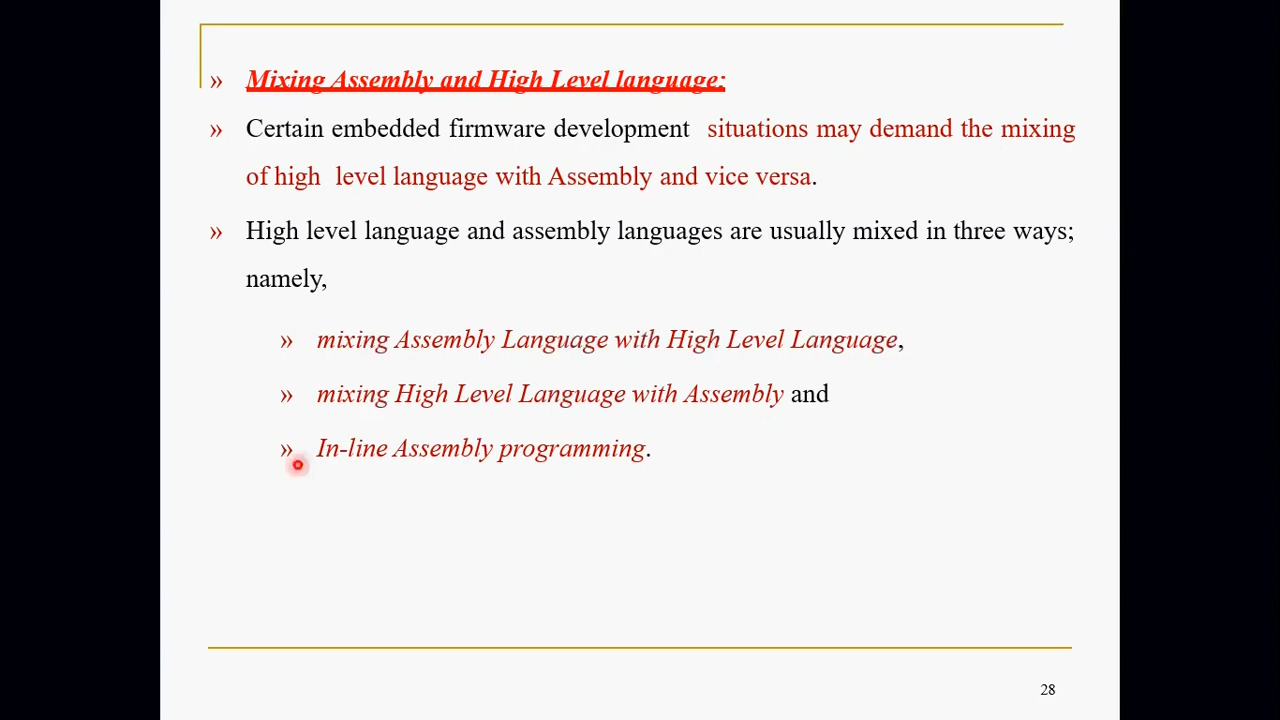 » Mixing Assembly and High Level language:
» Certain embedded firmware development situations may demand the mixing
of high level language with Assembly and vice versa.
» High level language and assembly languages are usually mixed in three ways;
namely,
» mixing Assembly Language with High Level Language,
» mixing High Level Language with Assembly and
» In-line Assembly programming.
28